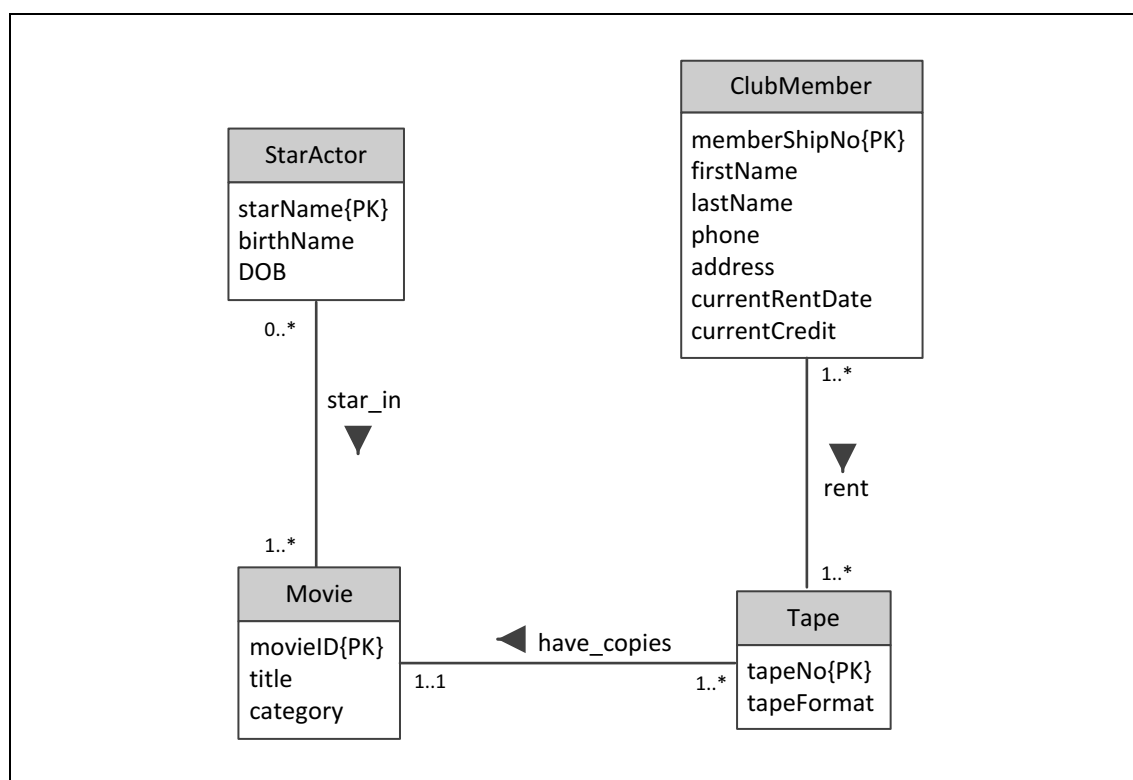 ClubMember
memberShipNo{PK}
firstName
lastName
phone
address
currentRentDate
currentCredit
StarActor
starName{PK}
birthName
DOB
0..*
1..*
star_in
rent
1..*
1..*
Movie
movieID{PK}
title
category
have_copies
1..1
1..*
Tape
tapeNo{PK}
tapeFormat